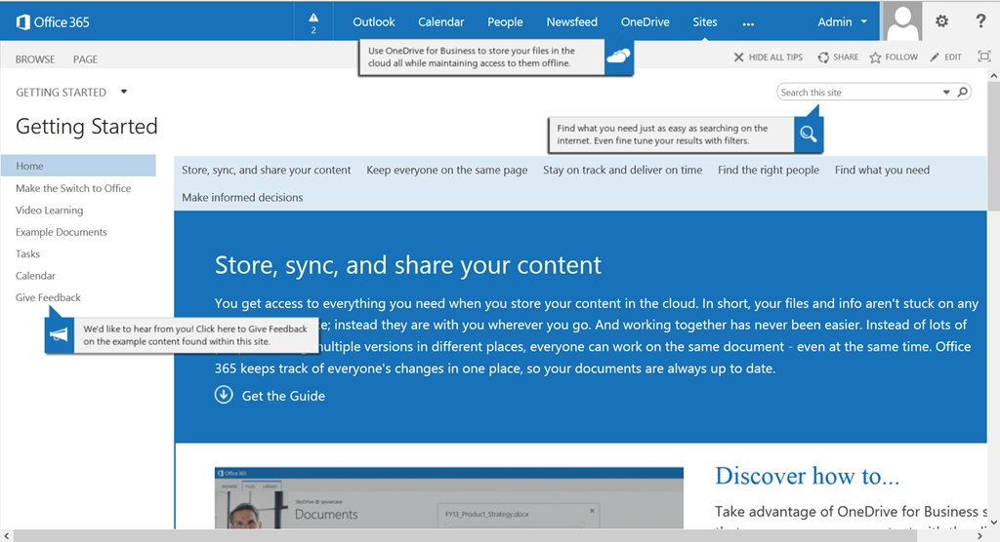 Office 365
2
Outlook Calendar People Newsfeed OneDrive Sites ... Admin ?
Use OneDrive for Business to store your files in the
cloud all while maintaining access to them offline.
BROWSE PAGE
HIDE ALL TIPS SHARE FOLLOW EDIT
GETTING STARTED
Search this site
Getting Started
Find what you need just as easy as searching on the
internet. Even fine tune your results with filters.
Home
Make the Switch to Office
Video Learning
Example Documents
Tasks
Calendar
Give Feedback
We'd like to hear from you! Click here to Give Feedback
on the example content found within this site.
Store, sync, and share your content Keep everyone on the same page Stay on track and deliver on time Find the right people Find what you need
Make informed decisions
Store, sync, and share your content
You get access to everything you need when you store your content in the cloud. In short, your files and info aren't stuck on any
e; instead they are with you wherever you go. And working together has never been easier. Instead of lots of
ultiple versions in different places, everyone can work on the same document - even at the same time. Office
365 keeps track of everyone's changes in one place, so your documents are always up to date.
Get the Guide
Office 365
BROWSE FILES LIBRARY
SkyDrive @ spuwcase
Documents
FY13_Product_Strategy.docx
Discover how to...
Take advantage of OneDrive for Business s